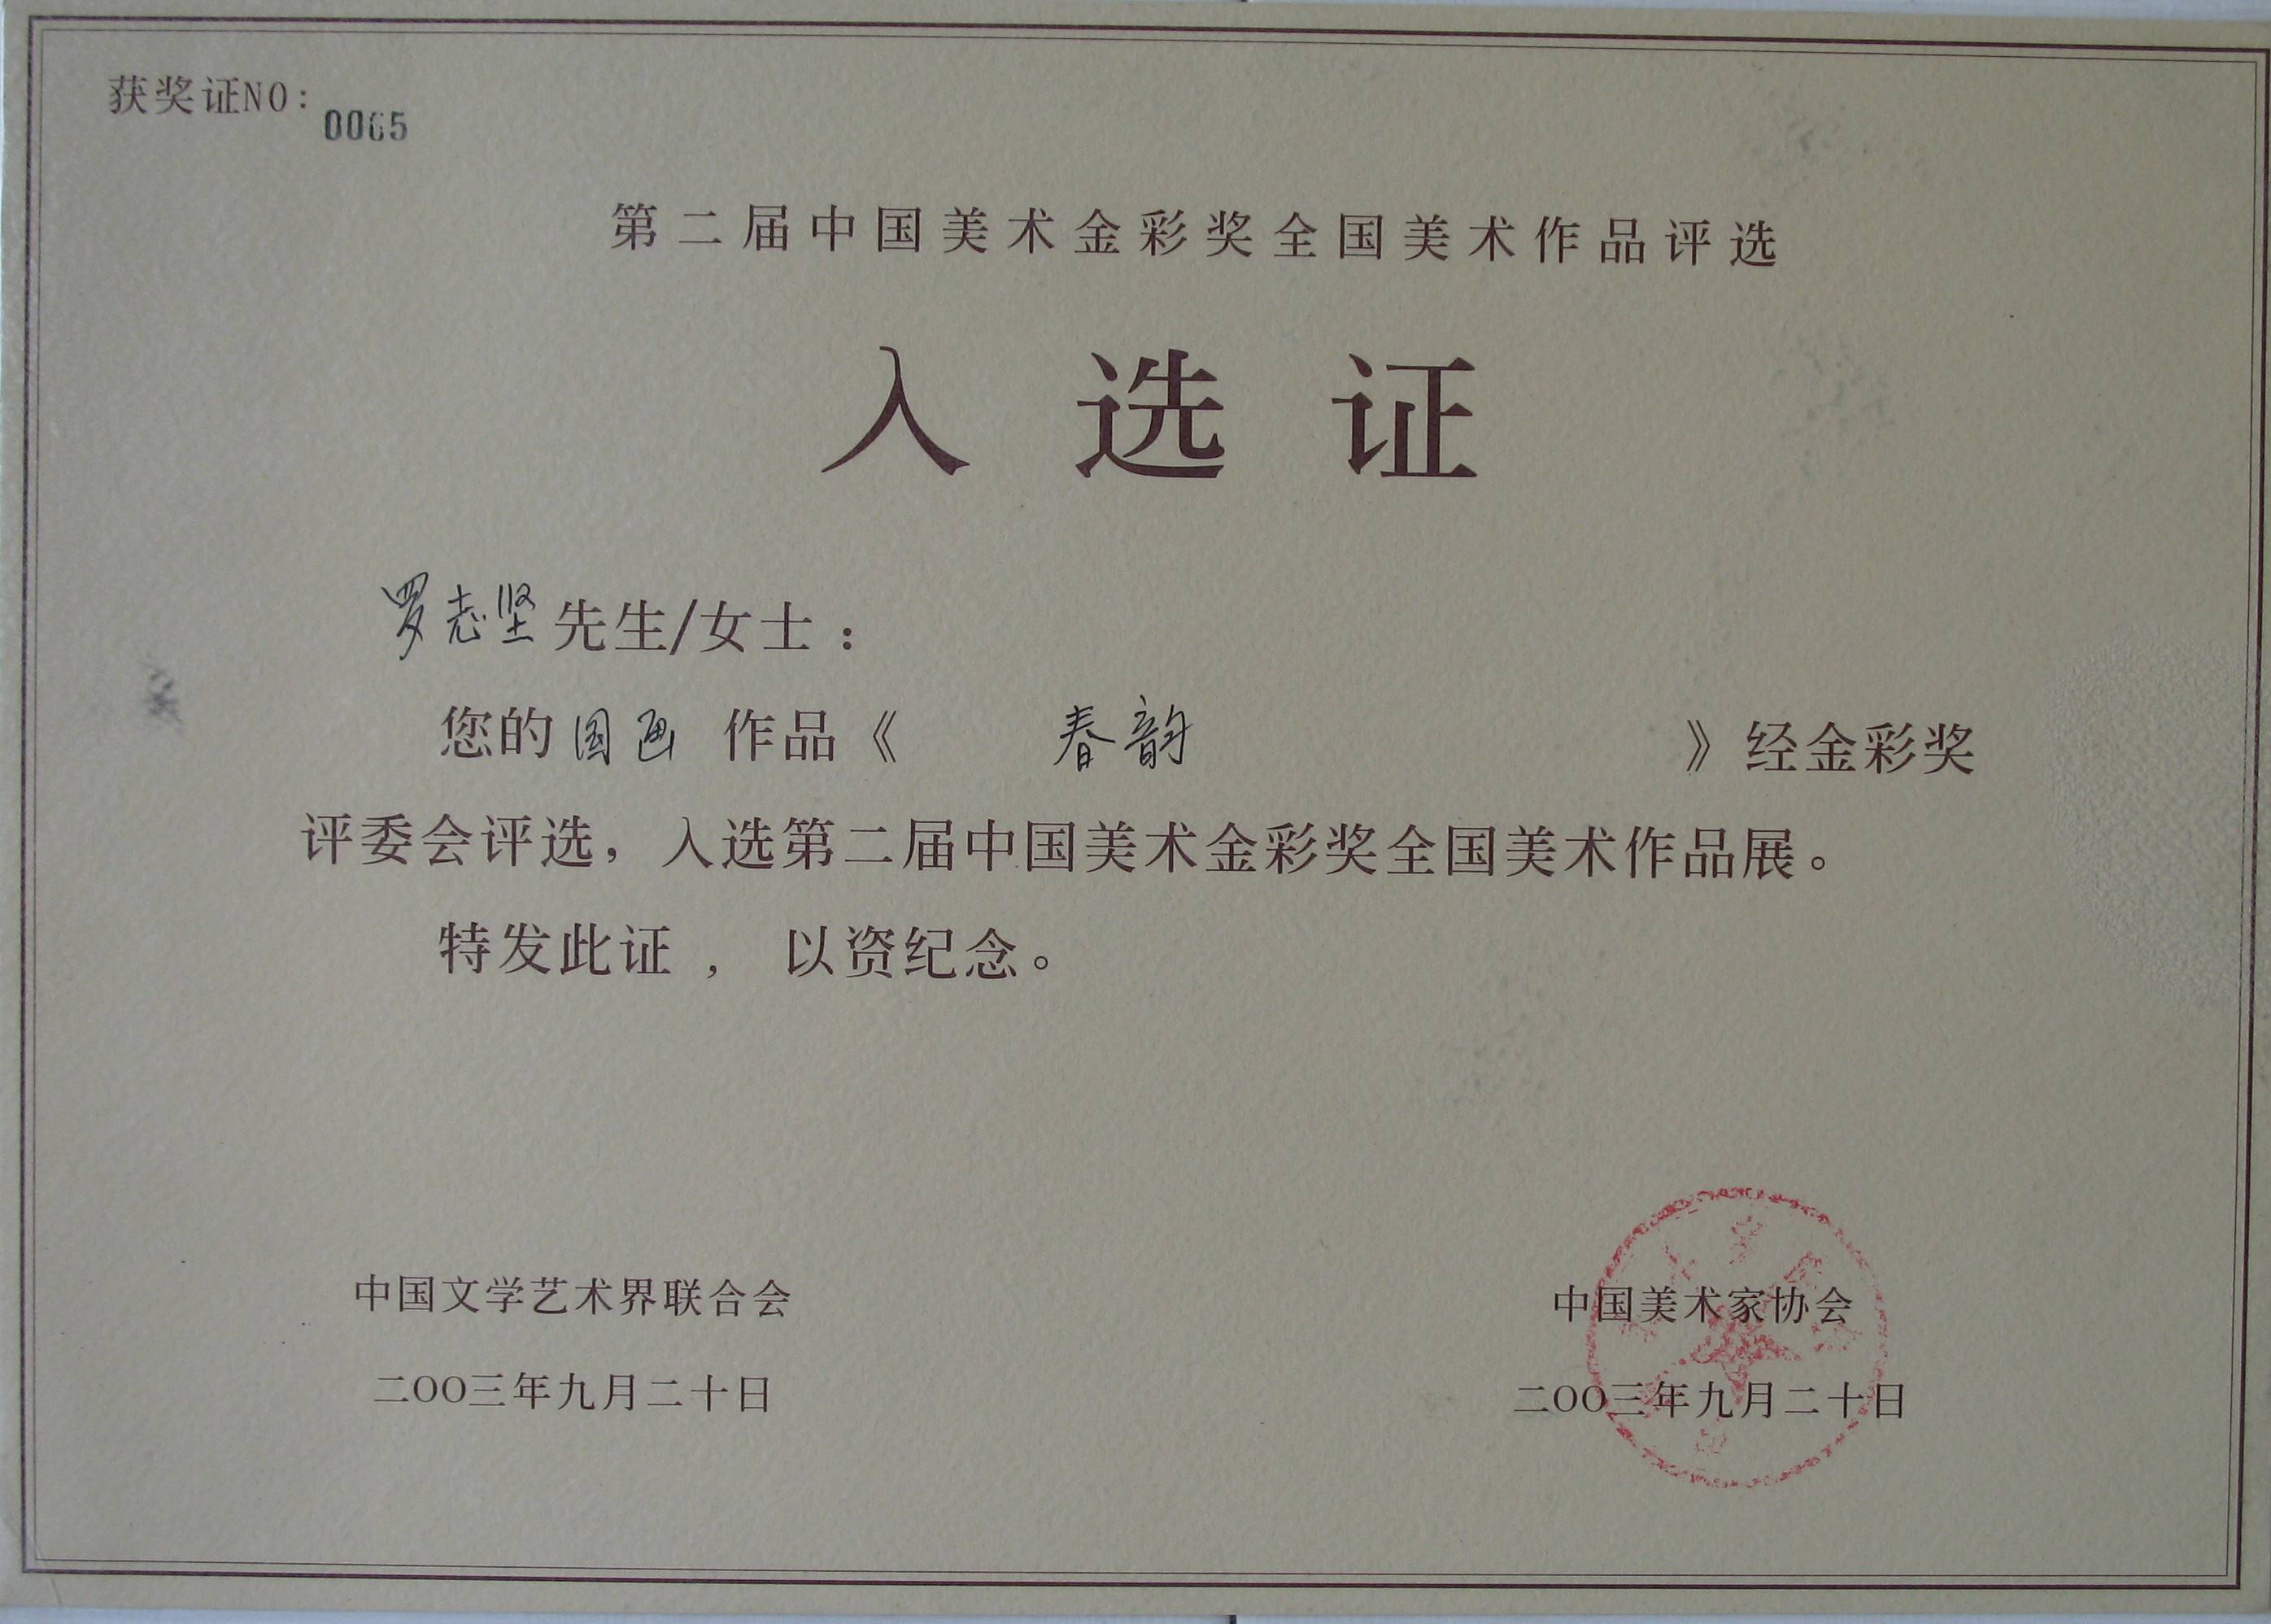 获奖证NO: 0065
第二届中国美术金彩奖全国美术作品评选
入选证
罗志坚先生/女士：
您的国画 作品《 春韵 》经金彩奖
评委会评选，入选第二届中国美术金彩奖全国美术作品展。
特发此证， 以资纪念。
中国文学艺术界联合会 中国美术家协会
二OO三年九月二十日 二OO三年九月二十日